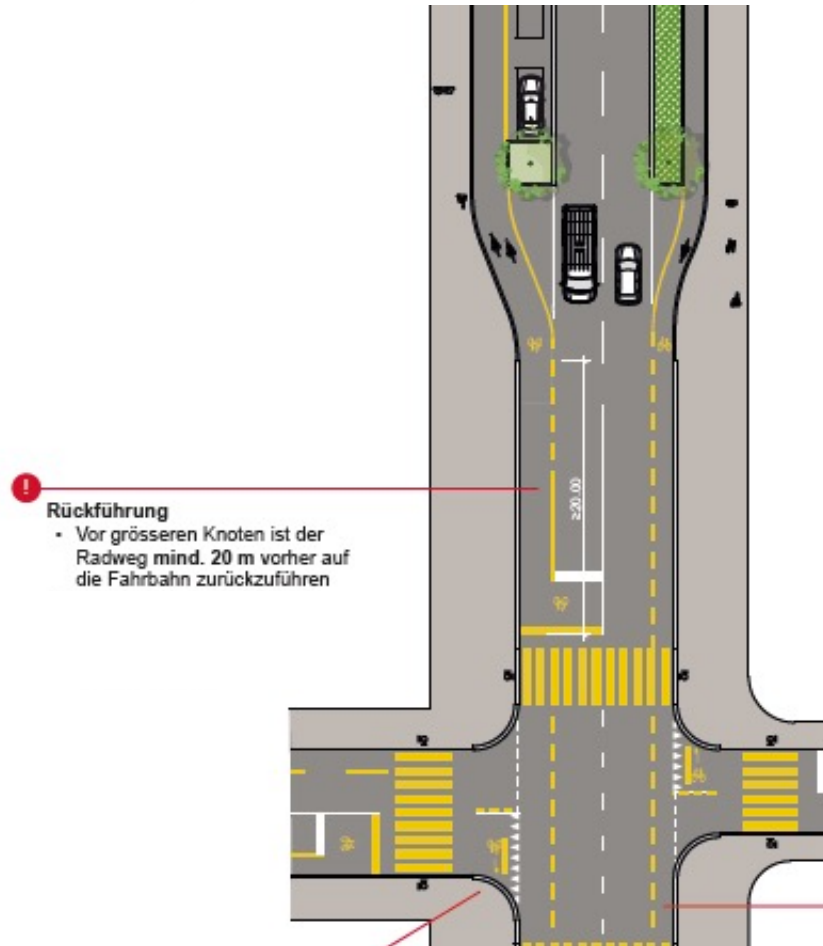 ≥20.00
!
Rückführung
• Vor grösseren Knoten ist der
Radweg mind. 20 m vorher auf
die Fahrbahn zurückzuführen